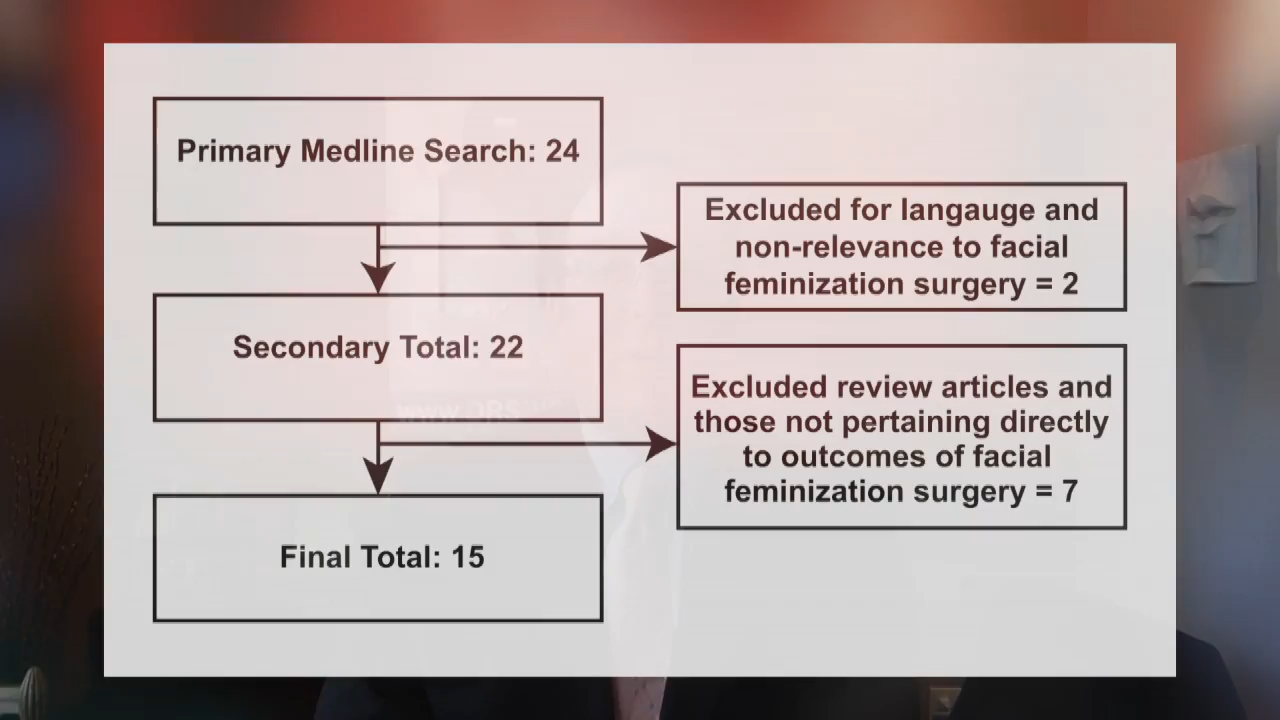 Primary Medline Search: 24
Excluded for langauge and
non-relevance to facial
feminization surgery = 2
Secondary Total: 22
Excluded review articles and
those not pertaining directly
to outcomes of facial
feminization surgery = 7
Final Total: 15